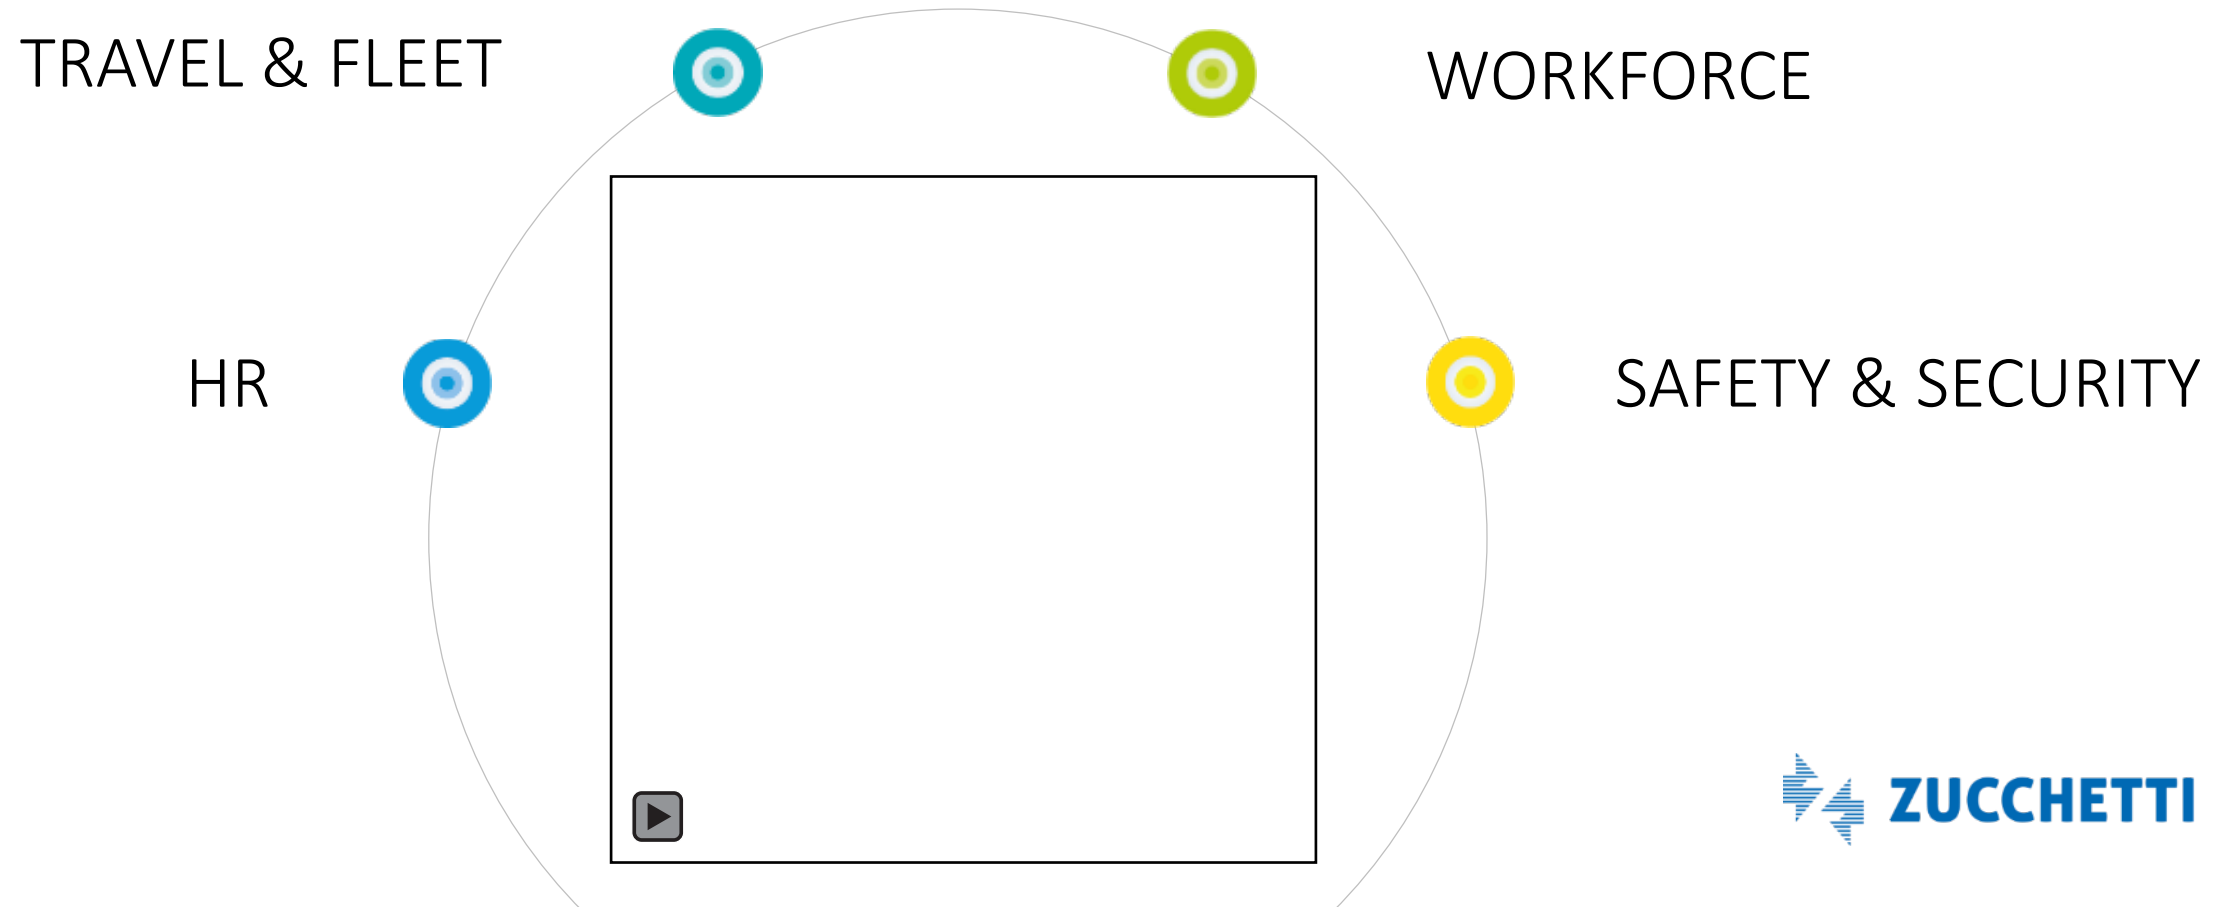 TRAVEL & FLEET
WORKFORCE
HR
SAFETY & SECURITY
ZUCCHETTI